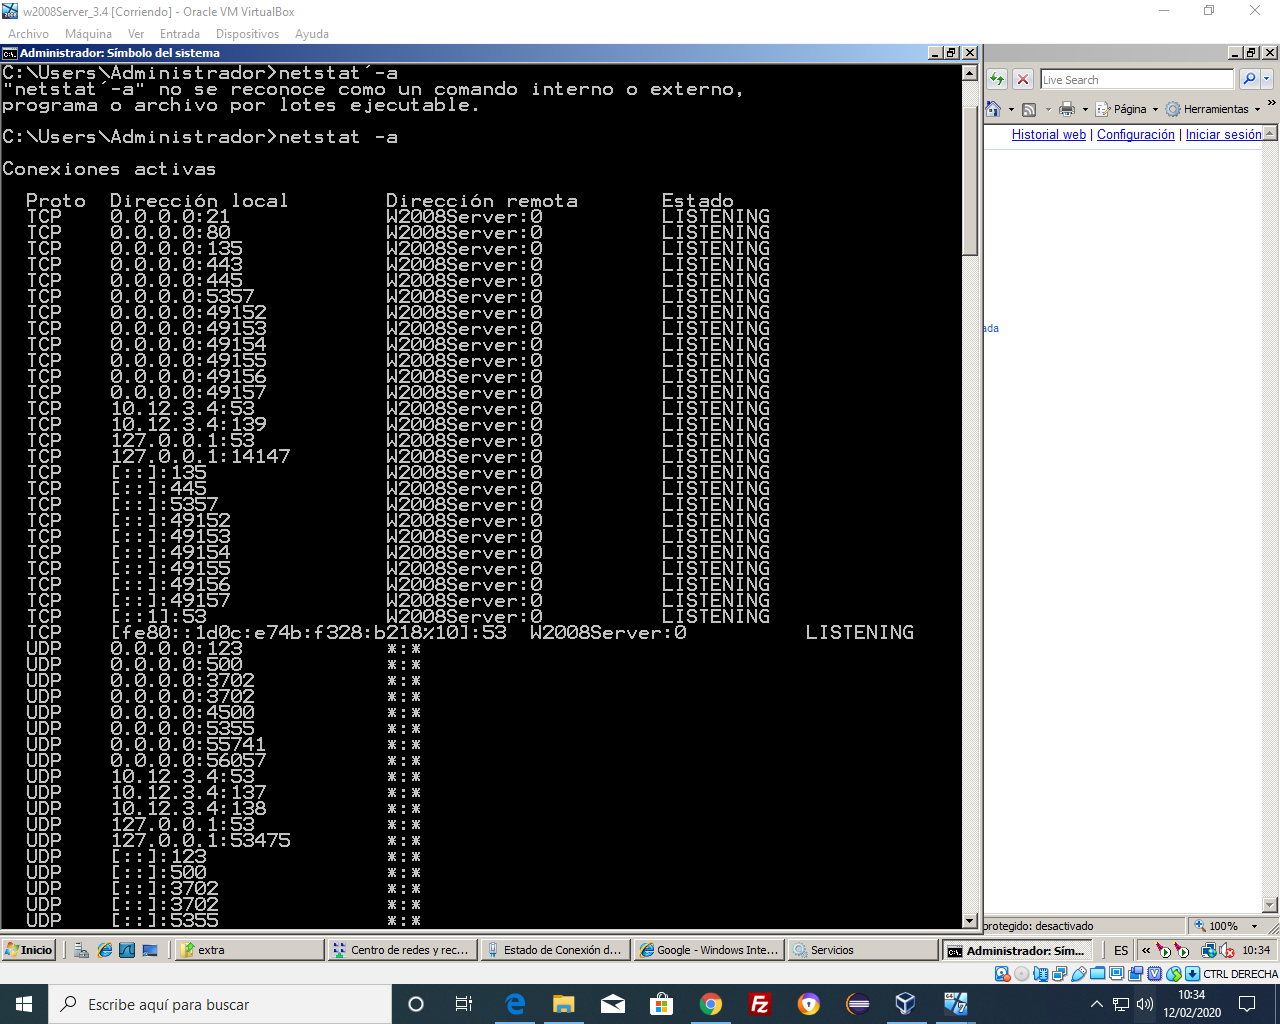 w2008Server_3.4 [Corriendo] - Oracle VM VirtualBox
Archivo Máquina Ver Entrada Dispositivos Ayuda
Administrador: Símbolo del sistema
C:\Users\Administrador>netstat´-a
"netstat´-a" no se reconoce como un comando interno o externo,
programa o archivo por lotes ejecutable.
C:\Users\Administrador>netstat -a
Conexiones activas
Proto Dirección local Dirección remota Estado
TCP 0.0.0.0:21 W2008Server:0 LISTENING
TCP 0.0.0.0:80 W2008Server:0 LISTENING
TCP 0.0.0.0:135 W2008Server:0 LISTENING
TCP 0.0.0.0:443 W2008Server:0 LISTENING
TCP 0.0.0.0:445 W2008Server:0 LISTENING
TCP 0.0.0.0:5357 W2008Server:0 LISTENING
TCP 0.0.0.0:49152 W2008Server:0 LISTENING
TCP 0.0.0.0:49153 W2008Server:0 LISTENING
TCP 0.0.0.0:49154 W2008Server:0 LISTENING
TCP 0.0.0.0:49155 W2008Server:0 LISTENING
TCP 0.0.0.0:49156 W2008Server:0 LISTENING
TCP 0.0.0.0:49157 W2008Server:0 LISTENING
TCP 10.12.3.4:53 W2008Server:0 LISTENING
TCP 10.12.3.4:139 W2008Server:0 LISTENING
TCP 127.0.0.1:53 W2008Server:0 LISTENING
TCP 127.0.0.1:14147 W2008Server:0 LISTENING
TCP [::]:135 W2008Server:0 LISTENING
TCP [::]:445 W2008Server:0 LISTENING
TCP [::]:5357 W2008Server:0 LISTENING
TCP [::]:49152 W2008Server:0 LISTENING
TCP [::]:49153 W2008Server:0 LISTENING
TCP [::]:49154 W2008Server:0 LISTENING
TCP [::]:49155 W2008Server:0 LISTENING
TCP [::]:49156 W2008Server:0 LISTENING
TCP [::]:49157 W2008Server:0 LISTENING
TCP [::1]:53 W2008Server:0 LISTENING
TCP [fe80::1d0c:e74b:f328:b218%10]:53 W2008Server:0 LISTENING
UDP 0.0.0.0:123 *:*
UDP 0.0.0.0:500 *:*
UDP 0.0.0.0:3702 *:*
UDP 0.0.0.0:3702 *:*
UDP 0.0.0.0:4500 *:*
UDP 0.0.0.0:5355 *:*
UDP 0.0.0.0:55741 *:*
UDP 0.0.0.0:56057 *:*
UDP 10.12.3.4:53 *:*
UDP 10.12.3.4:137 *:*
UDP 10.12.3.4:138 *:*
UDP 127.0.0.1:53 *:*
UDP 127.0.0.1:53475 *:*
UDP [::]:123 *:*
UDP [::]:500 *:*
UDP [::]:3702 *:*
UDP [::]:3702 *:*
UDP [::]:5355 *:*
Live Search
Página Herramientas »
Historial web | Configuración | Iniciar sesión
ada
protegido: desactivado 100%
Inicio extra Centro de redes y rec... Estado de Conexión d... Google - Windows Inte... Servicios Administrador: Sím... ES « 10:34
CTRL DERECHA
Escribe aquí para buscar
10:34
12/02/2020